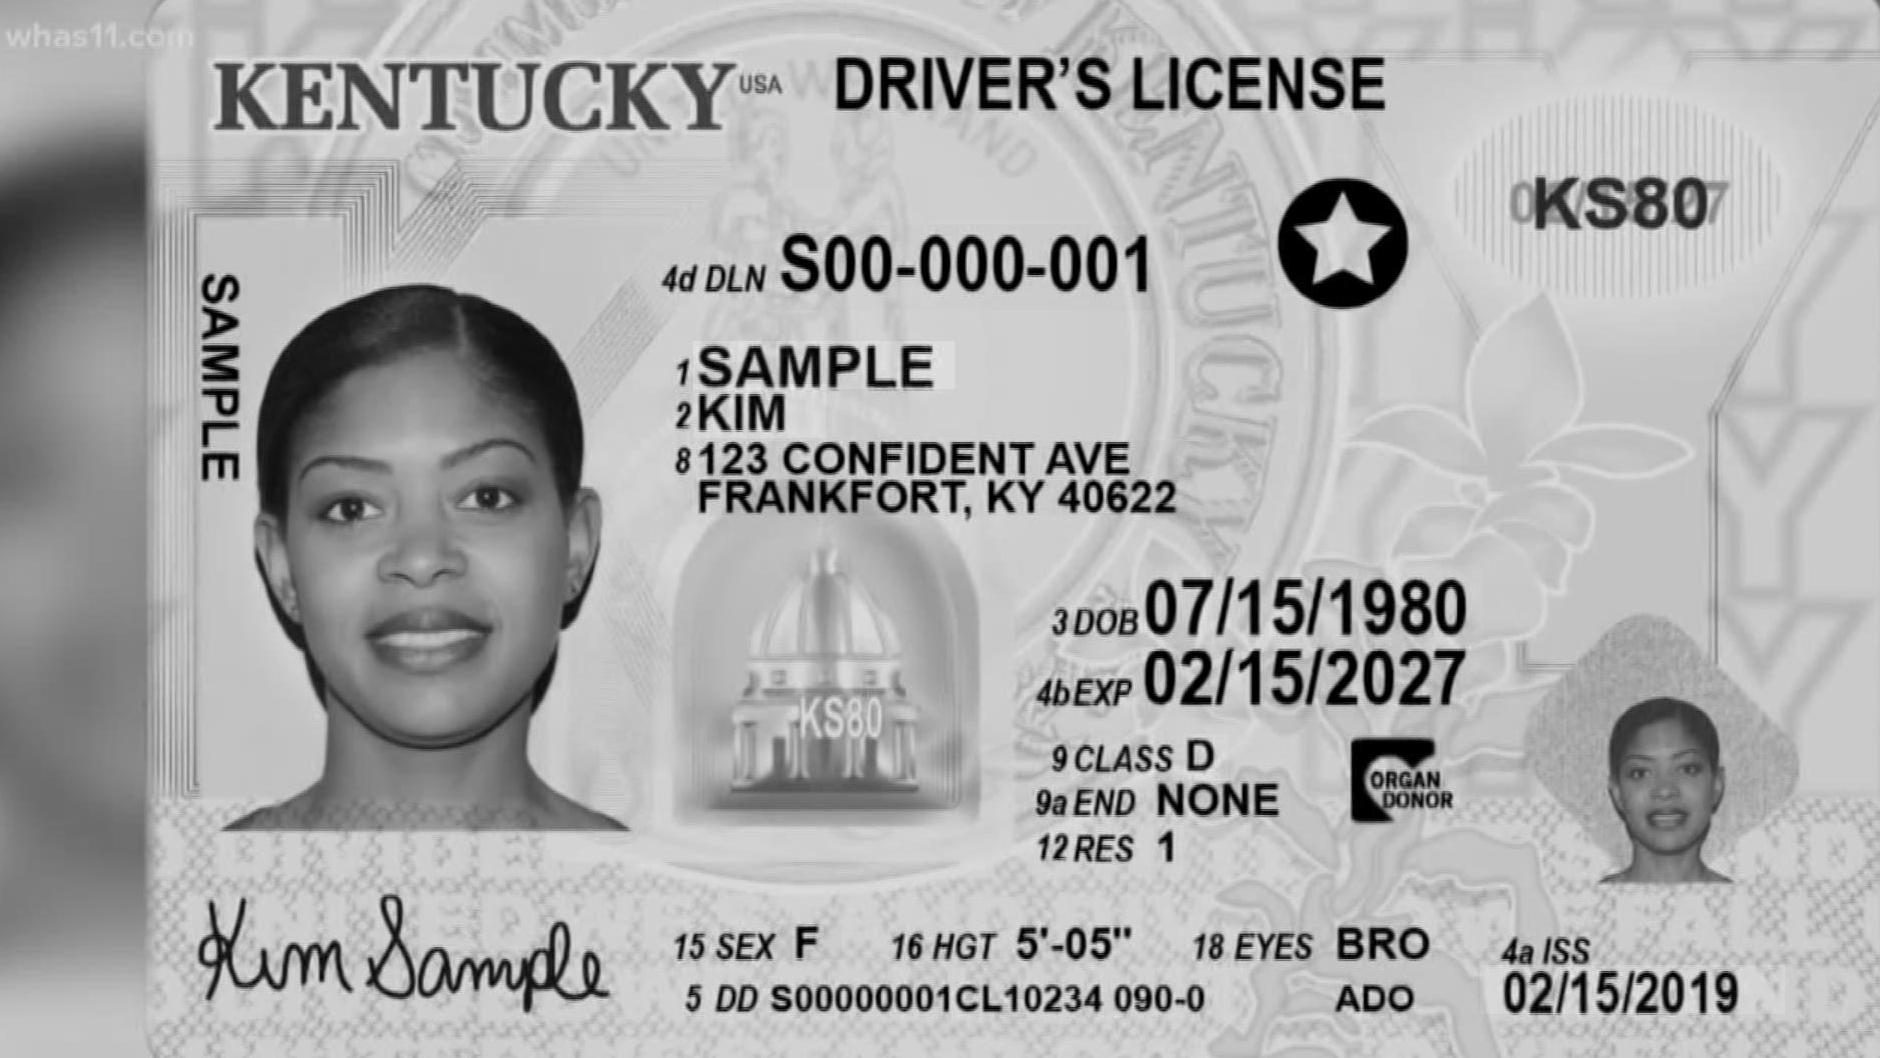 whas11.com
KENTUCKY USA DRIVER'S LICENSE
KS80
4d DLN S00-000-001
SAMPLE
1 SAMPLE
2 KIM
8 123 CONFIDENT AVE
FRANKFORT, KY 40622
KENTUCKY
3 DOB 07/15/1980
4b EXP 02/15/2027
KS80
9 CLASS D
9a END NONE
12 RES 1
ORGAN
DONOR
Kim Sample
15 SEX F 16 HGT 5'-05" 18 EYES BRO 4a ISS
5 DD S00000001CL10234 090-0 ADO 02/15/2019